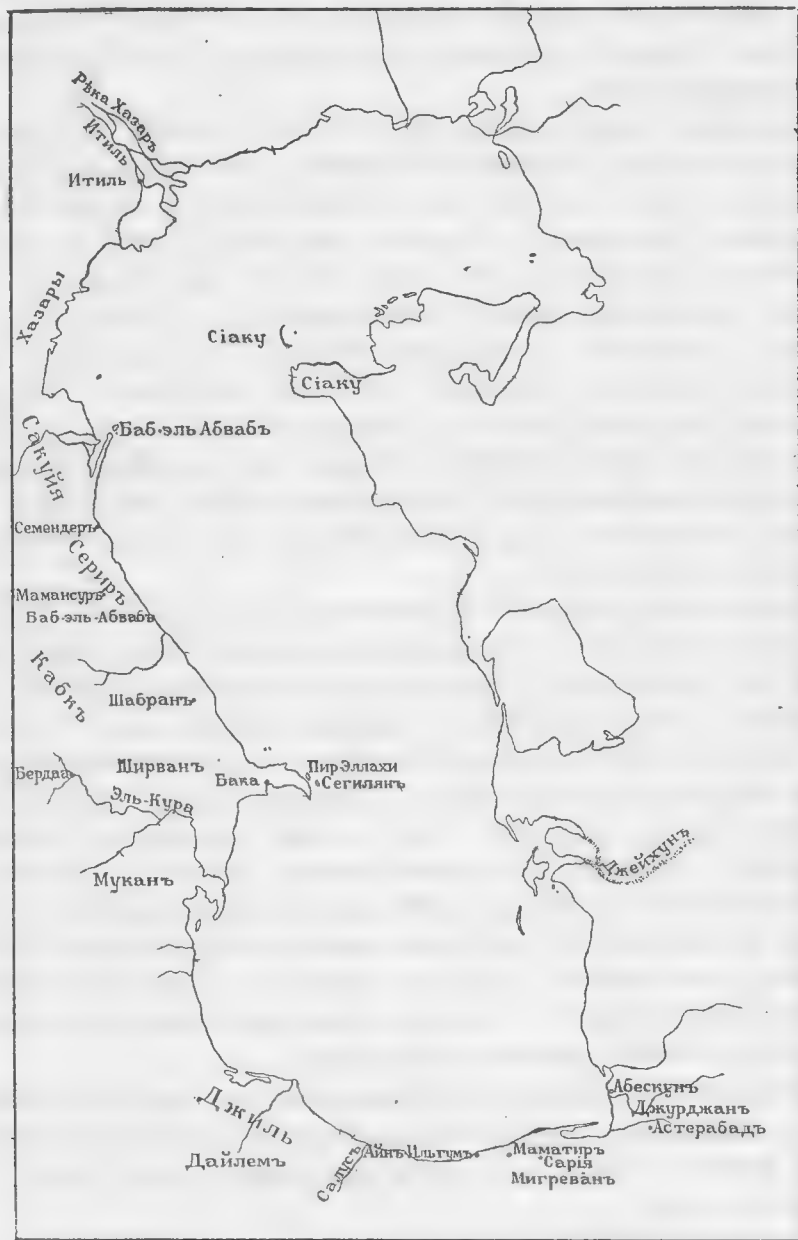 Рѣка Хазаръ
Итиль
Итиль
Хазары
Сіаку
Сіаку
Баб-эль Абвабъ
Сакуйя
Семендеръ
Сериръ
Мамансуръ
Баб-эль-Абвабъ
Кабкъ
Шабранъ
Ширванъ
Пир Эллахи
Бака
Сегилянъ
Бердаа
Эль-Кура
Джейхунъ
Муканъ
Абескунъ
Джурджанъ
Астерабадъ
Джиль
Дайлемъ
Салусъ
Айнъ Ильгумъ
Маматиръ
Сарія
Мигреванъ